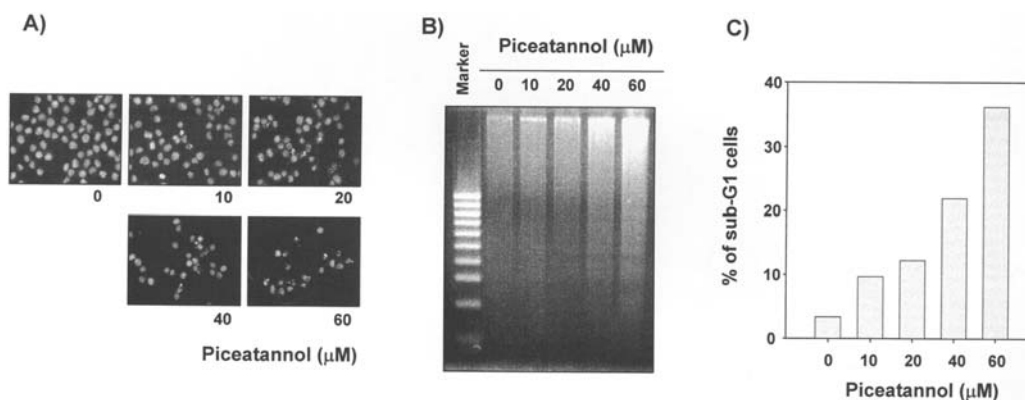 A)
0
10
20
40
60
Piceatannol (μM)
B)
Piceatannol (μM)
Marker
0 10 20 40 60
C)
% of sub-G1 cells
40
30
20
10
0
0 10 20 40 60
Piceatannol (μM)